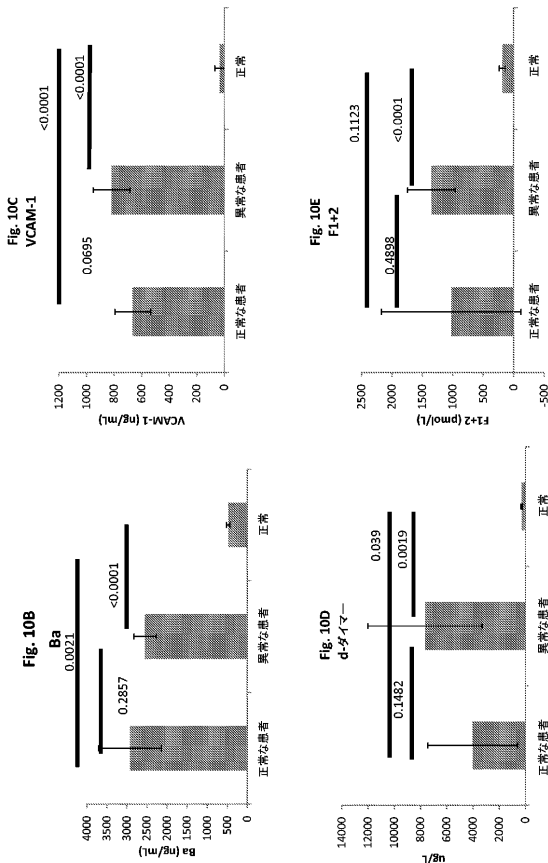 Fig. 10B
Ba
0.0021
<0.0001
0.2857
Ba (ng/mL)
4000
3500
3000
2500
2000
1500
1000
500
0
正常な患者
異常な患者
正常
Fig. 10C
VCAM-1
<0.0001
<0.0001
0.0695
VCAM-1 (ng/mL)
1200
1000
800
600
400
200
0
正常な患者
異常な患者
正常
Fig. 10D
d-ダイマー
0.039
0.0019
0.1482
ug/L
14000
12000
10000
8000
6000
4000
2000
0
正常な患者
異常な患者
正常
Fig. 10E
F1+2
0.1123
<0.0001
0.4898
F1+2 (pmol/L)
2500
2000
1500
1000
500
0
-500
正常な患者
異常な患者
正常